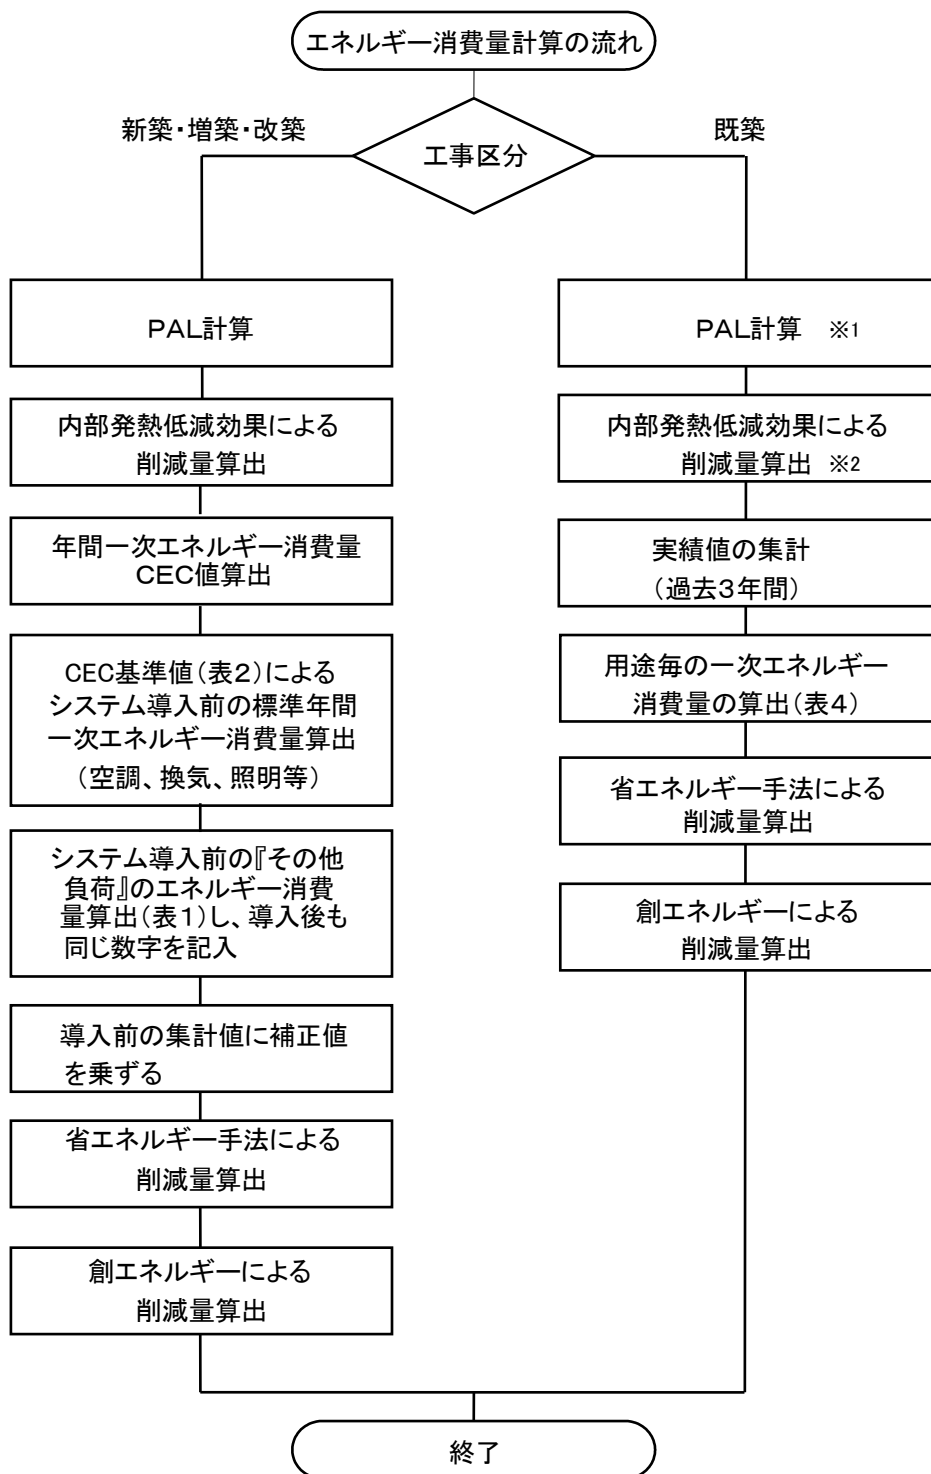 エネルギー消費量計算の流れ
工事区分
新築・増築・改築
既築
PAL計算
内部発熱低減効果による
削減量算出
年間一次エネルギー消費量
CEC値算出
CEC基準値（表２）による
システム導入前の標準年間
一次エネルギー消費量算出
（空調、換気、照明等）
システム導入前の『その他
負荷』のエネルギー消費
量算出（表１）し、導入後も
同じ数字を記入
導入前の集計値に補正値
を乗ずる
省エネルギー手法による
削減量算出
創エネルギーによる
削減量算出
PAL計算 ※1
内部発熱低減効果による
削減量算出 ※2
実績値の集計
（過去３年間）
用途毎の一次エネルギー
消費量の算出（表４）
省エネルギー手法による
削減量算出
創エネルギーによる
削減量算出
終了